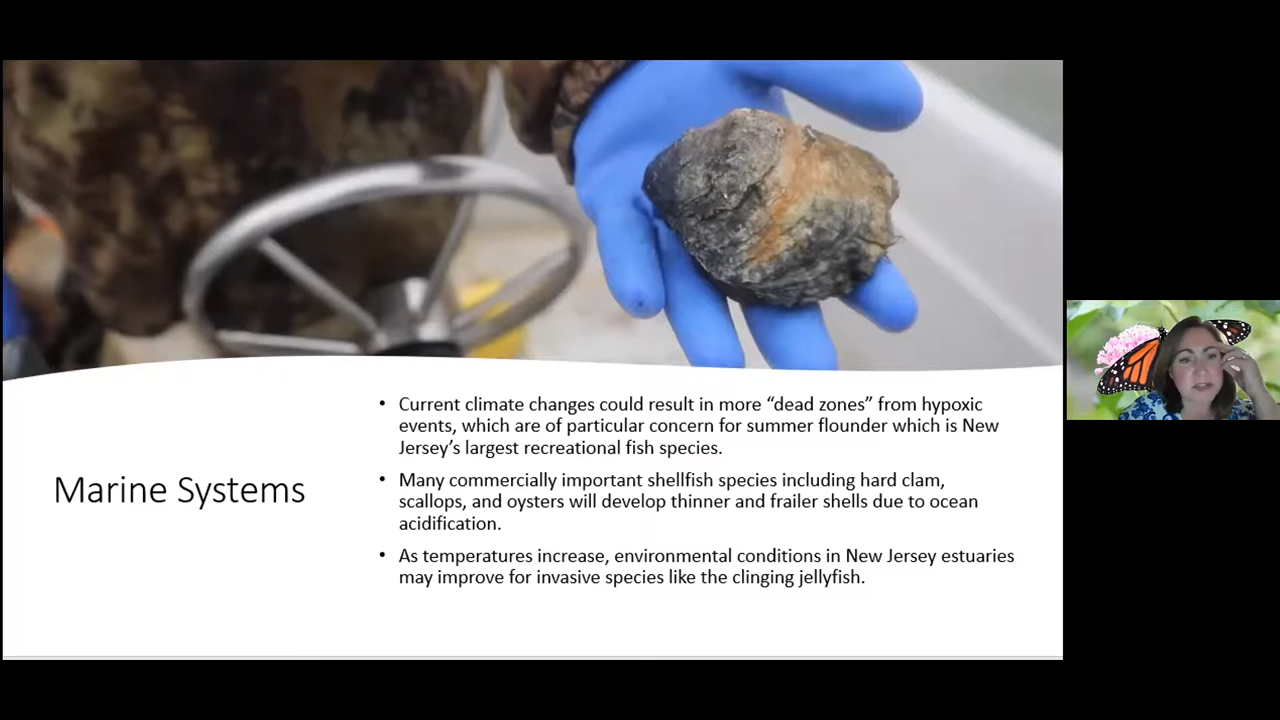 Marine Systems
• Current climate changes could result in more “dead zones” from hypoxic
events, which are of particular concern for summer flounder which is New
Jersey’s largest recreational fish species.
• Many commercially important shellfish species including hard clam,
scallops, and oysters will develop thinner and frailer shells due to ocean
acidification.
• As temperatures increase, environmental conditions in New Jersey estuaries
may improve for invasive species like the clinging jellyfish.